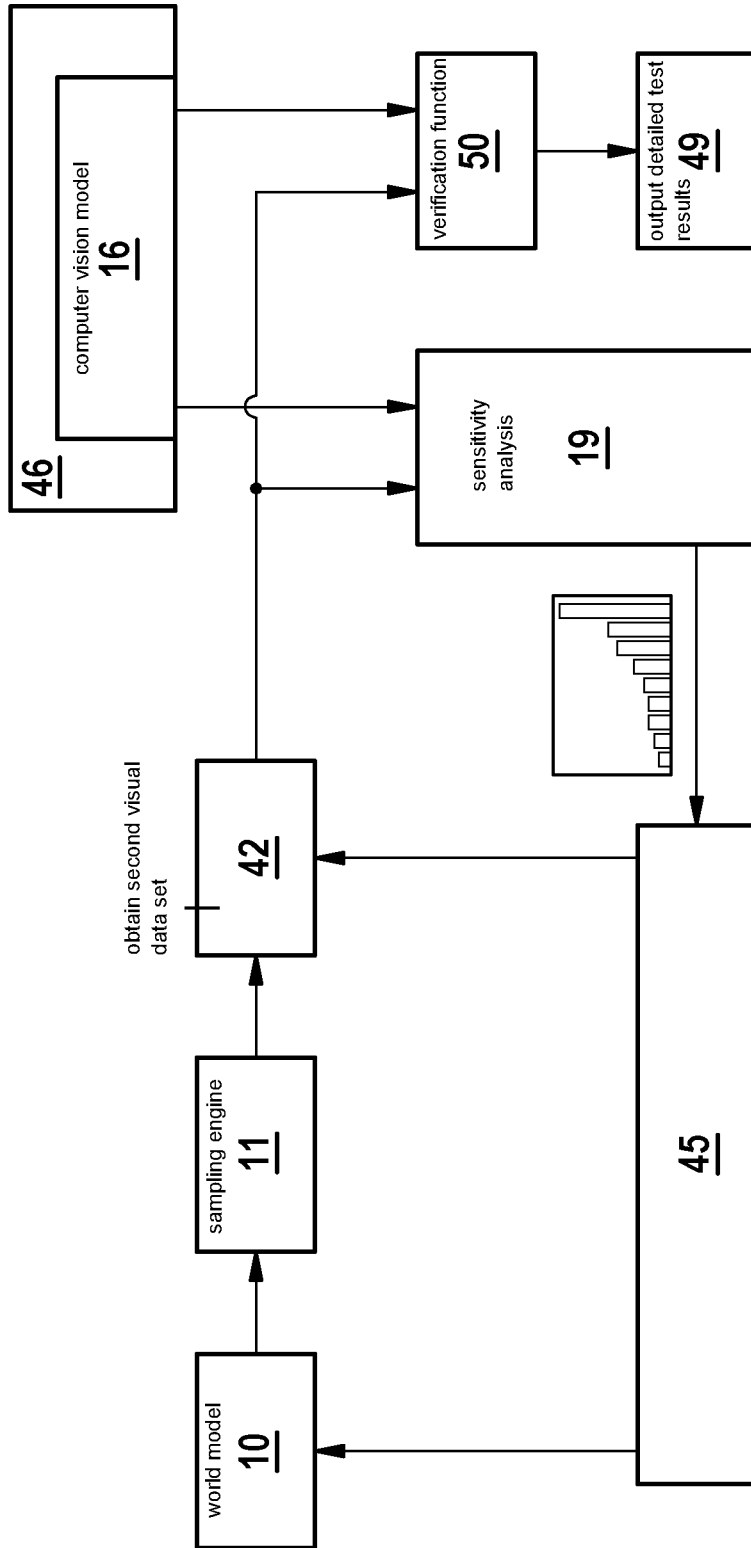 world model
10
sampling engine
11
obtain second visual
data set
42
46
computer vision model
16
sensitivity
analysis
19
verification function
50
output detailed test
results
49
45